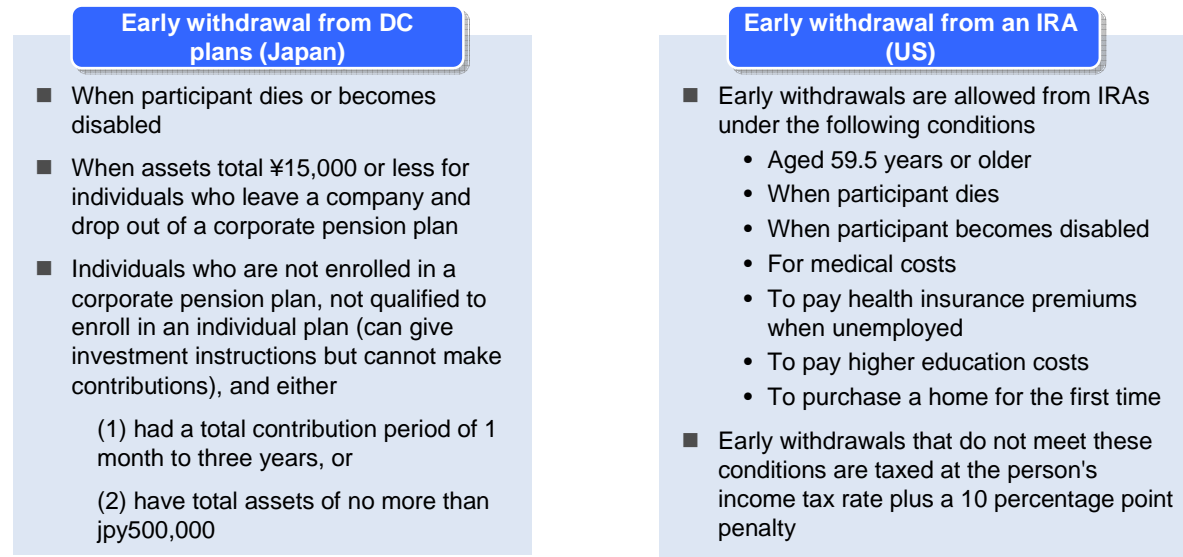 Early withdrawal from DC
plans (Japan)
■ When participant dies or becomes
disabled
■ When assets total ¥15,000 or less for
individuals who leave a company and
drop out of a corporate pension plan
■ Individuals who are not enrolled in a
corporate pension plan, not qualified to
enroll in an individual plan (can give
investment instructions but cannot make
contributions), and either
(1) had a total contribution period of 1
month to three years, or
(2) have total assets of no more than
jpy500,000
Early withdrawal from an IRA
(US)
■ Early withdrawals are allowed from IRAs
under the following conditions
• Aged 59.5 years or older
• When participant dies
• When participant becomes disabled
• For medical costs
• To pay health insurance premiums
when unemployed
• To pay higher education costs
• To purchase a home for the first time
■ Early withdrawals that do not meet these
conditions are taxed at the person's
income tax rate plus a 10 percentage point
penalty